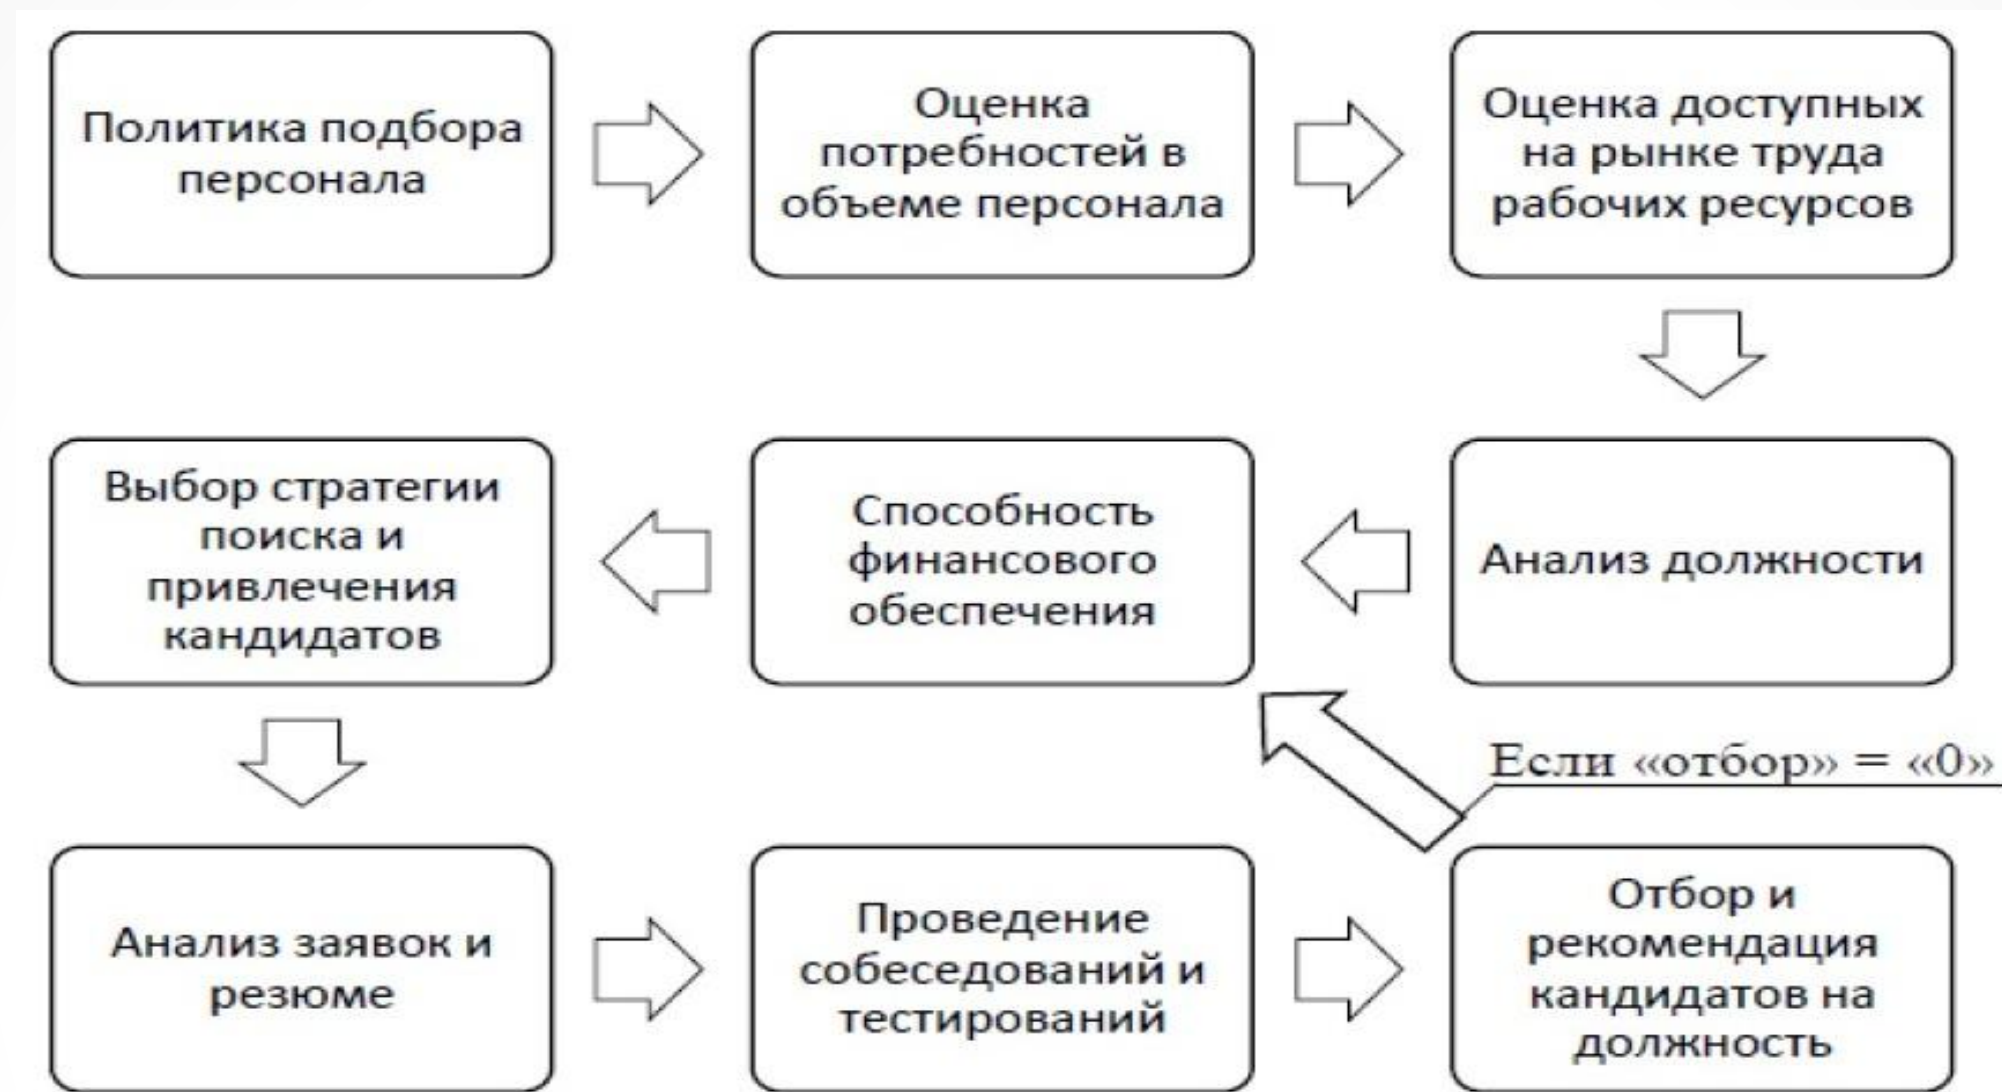 Политика подбора
персонала
Оценка
потребностей в
объеме персонала
Оценка доступных
на рынке труда
рабочих ресурсов
Анализ должности
Способность
финансового
обеспечения
Выбор стратегии
поиска и
привлечения
кандидатов
Если «отбор» = «0»
Анализ заявок и
резюме
Проведение
собеседований и
тестирований
Отбор и
рекомендация
кандидатов на
должность